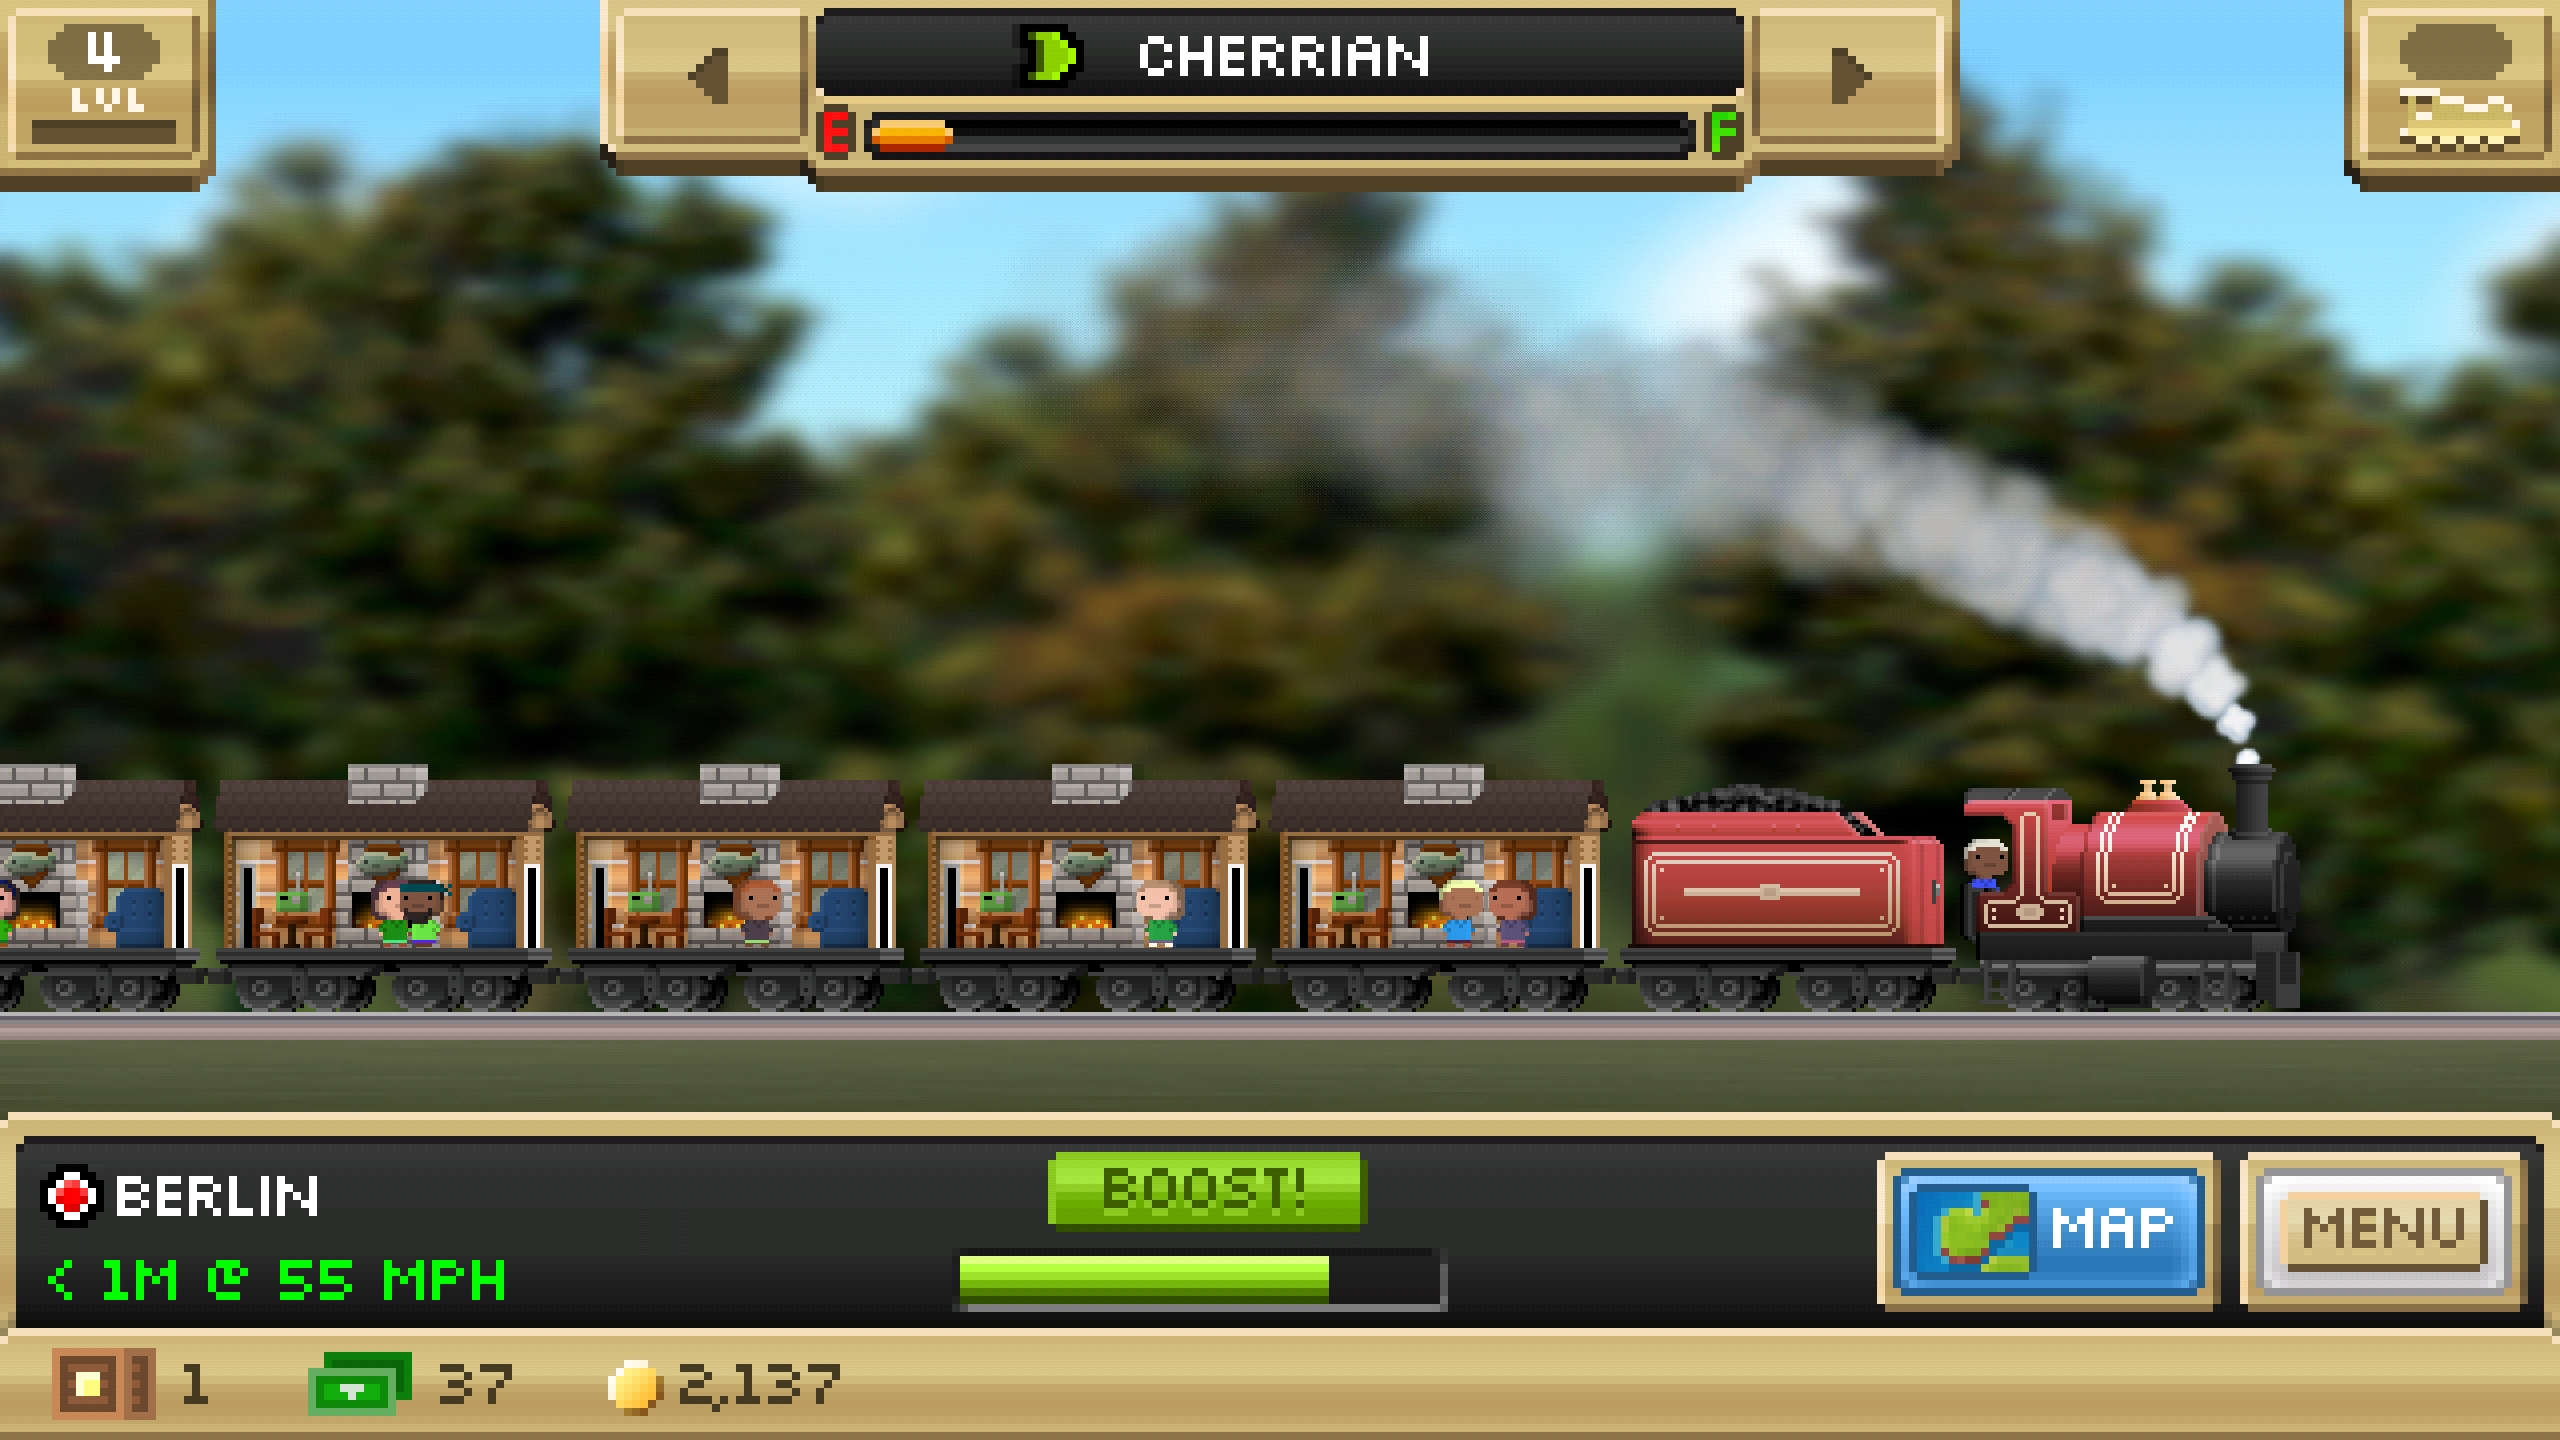 4
LVL
CHERRIAN
E F
BERLIN
< 1M @ 55 MPH
BOOST!
MAP
MENU
1
37
2,137